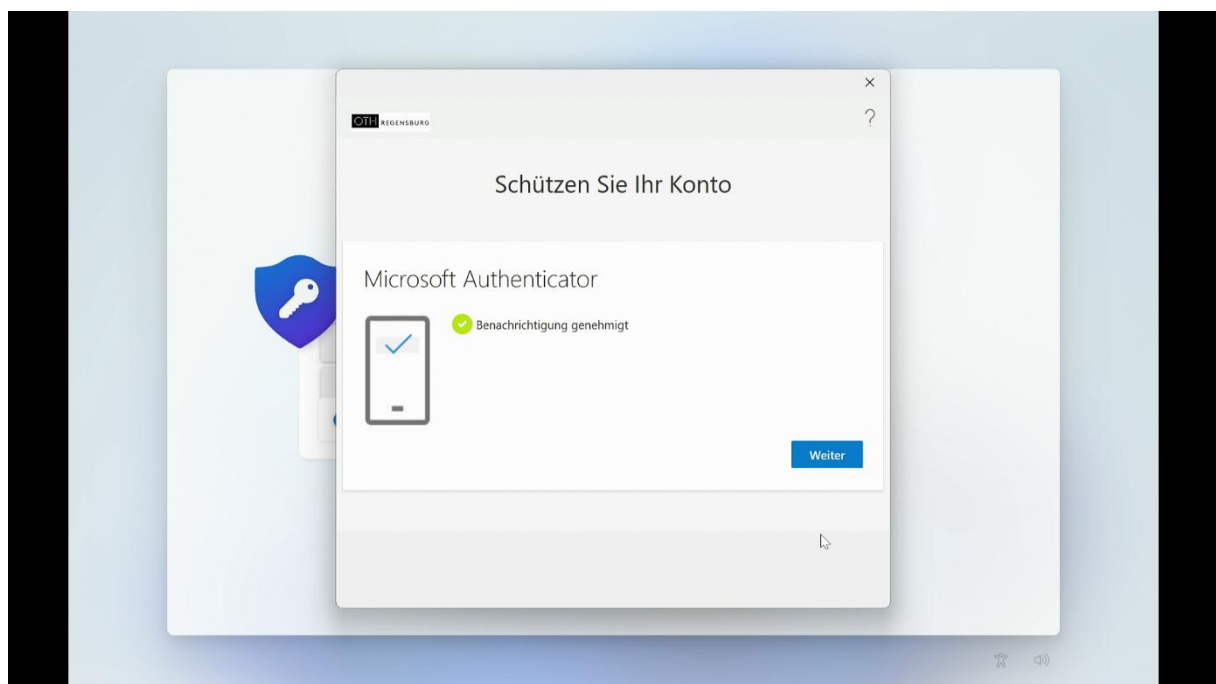 OTH REGENSBURG
?
Schützen Sie Ihr Konto
Microsoft Authenticator
Benachrichtigung genehmigt
Weiter